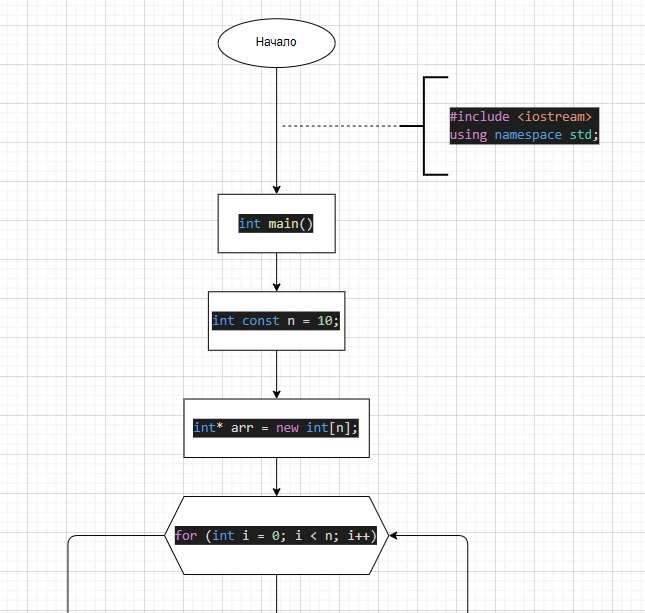 Начало
#include <iostream>
using namespace std;
int main()
int const n = 10;
int* arr = new int[n];
for (int i = 0; i < n; i++)